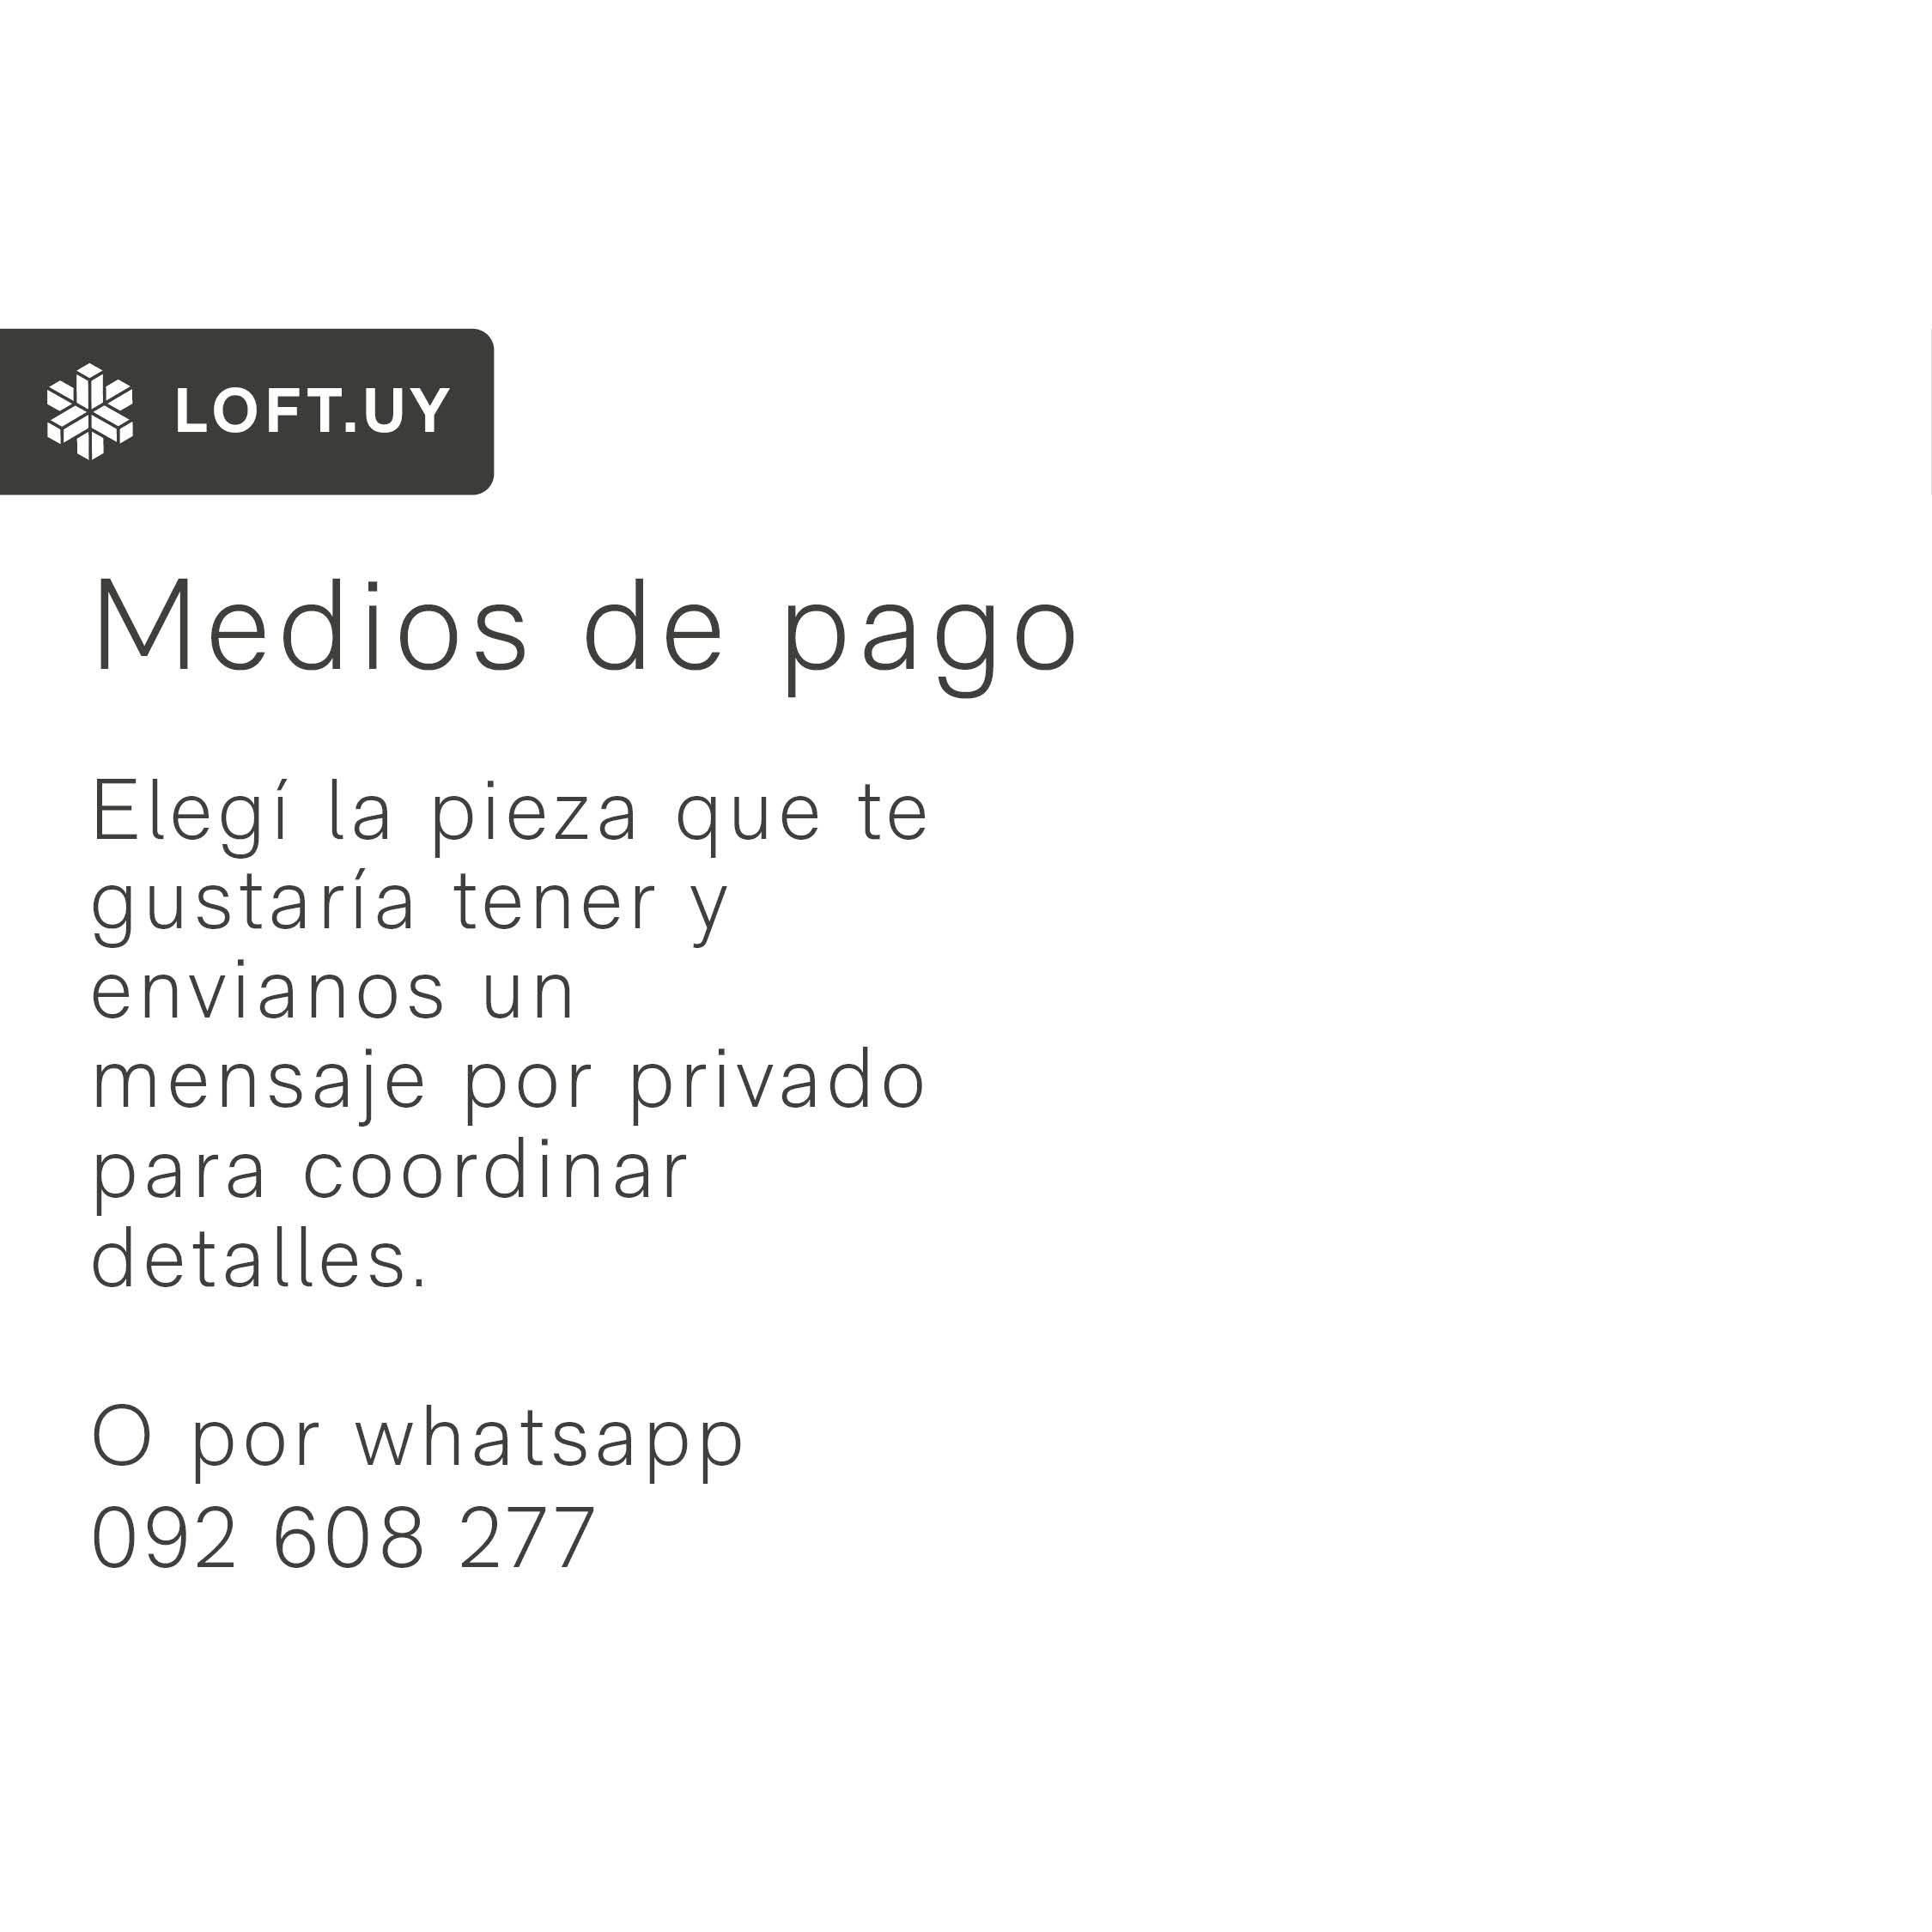 LOFT.UY
Medios de pago
Elegí la pieza que te
gustaría tener y
envianos un
mensaje por privado
para coordinar
detalles.
O por whatsapp
092 608 277